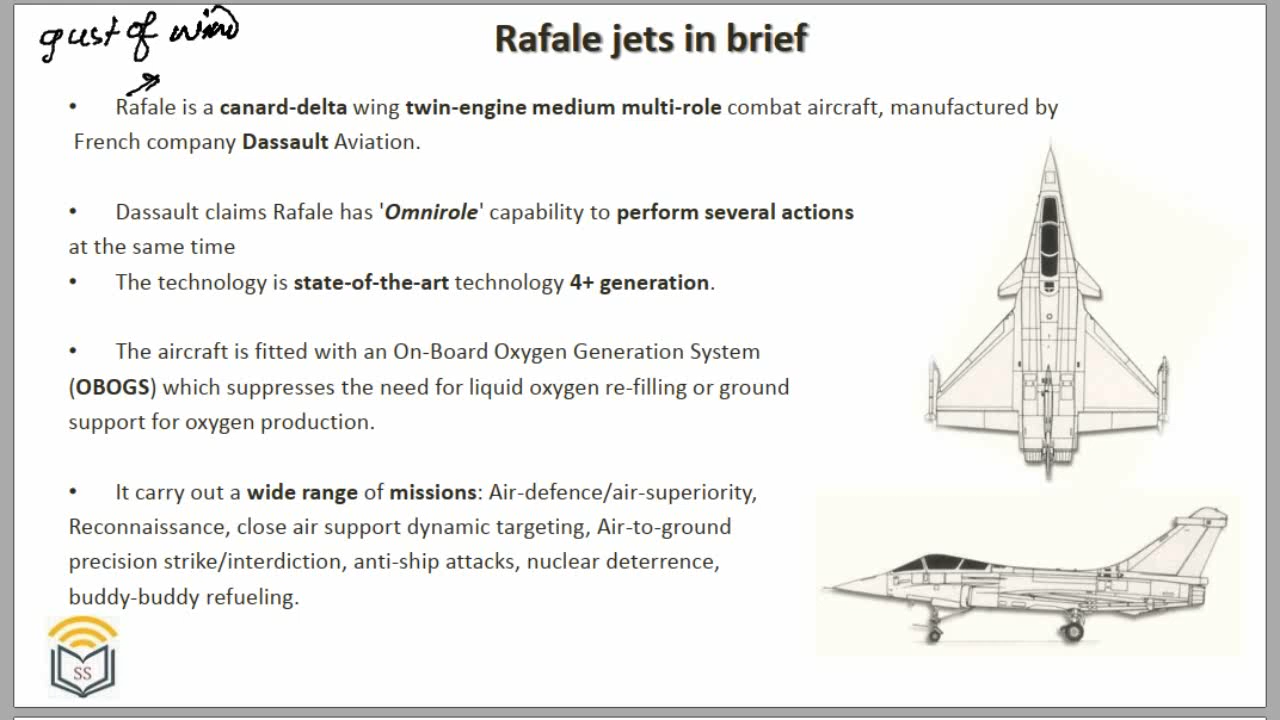 gust of wind
Rafale jets in brief
• Rafale is a canard-delta wing twin-engine medium multi-role combat aircraft, manufactured by
French company Dassault Aviation.
• Dassault claims Rafale has 'Omnirole' capability to perform several actions
at the same time
• The technology is state-of-the-art technology 4+ generation.
• The aircraft is fitted with an On-Board Oxygen Generation System
(OBOGS) which suppresses the need for liquid oxygen re-filling or ground
support for oxygen production.
• It carry out a wide range of missions: Air-defence/air-superiority,
Reconnaissance, close air support dynamic targeting, Air-to-ground
precision strike/interdiction, anti-ship attacks, nuclear deterrence,
buddy-buddy refueling.
SS